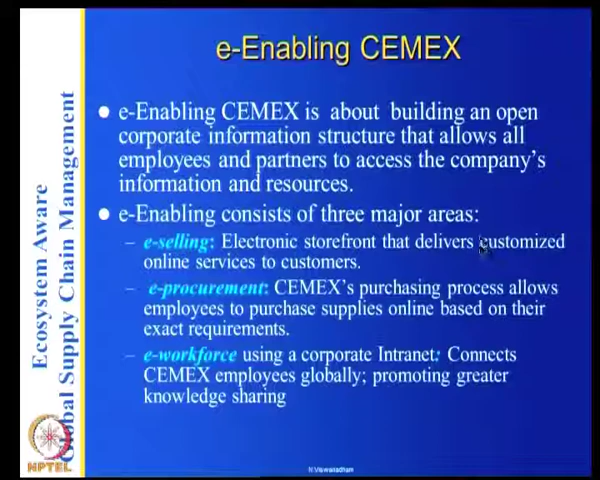 e-Enabling CEMEX
e-Enabling CEMEX is about building an open
corporate information structure that allows all
employees and partners to access the company's
information and resources.
e-Enabling consists of three major areas:
– e-selling: Electronic storefront that delivers customized
online services to customers.
– e-procurement: CEMEX's purchasing process allows
employees to purchase supplies online based on their
exact requirements.
– e-workforce using a corporate Intranet: Connects
CEMEX employees globally; promoting greater
knowledge sharing
Ecosystem Aware
Global Supply Chain Management
NPTEL
N.Viswanadham